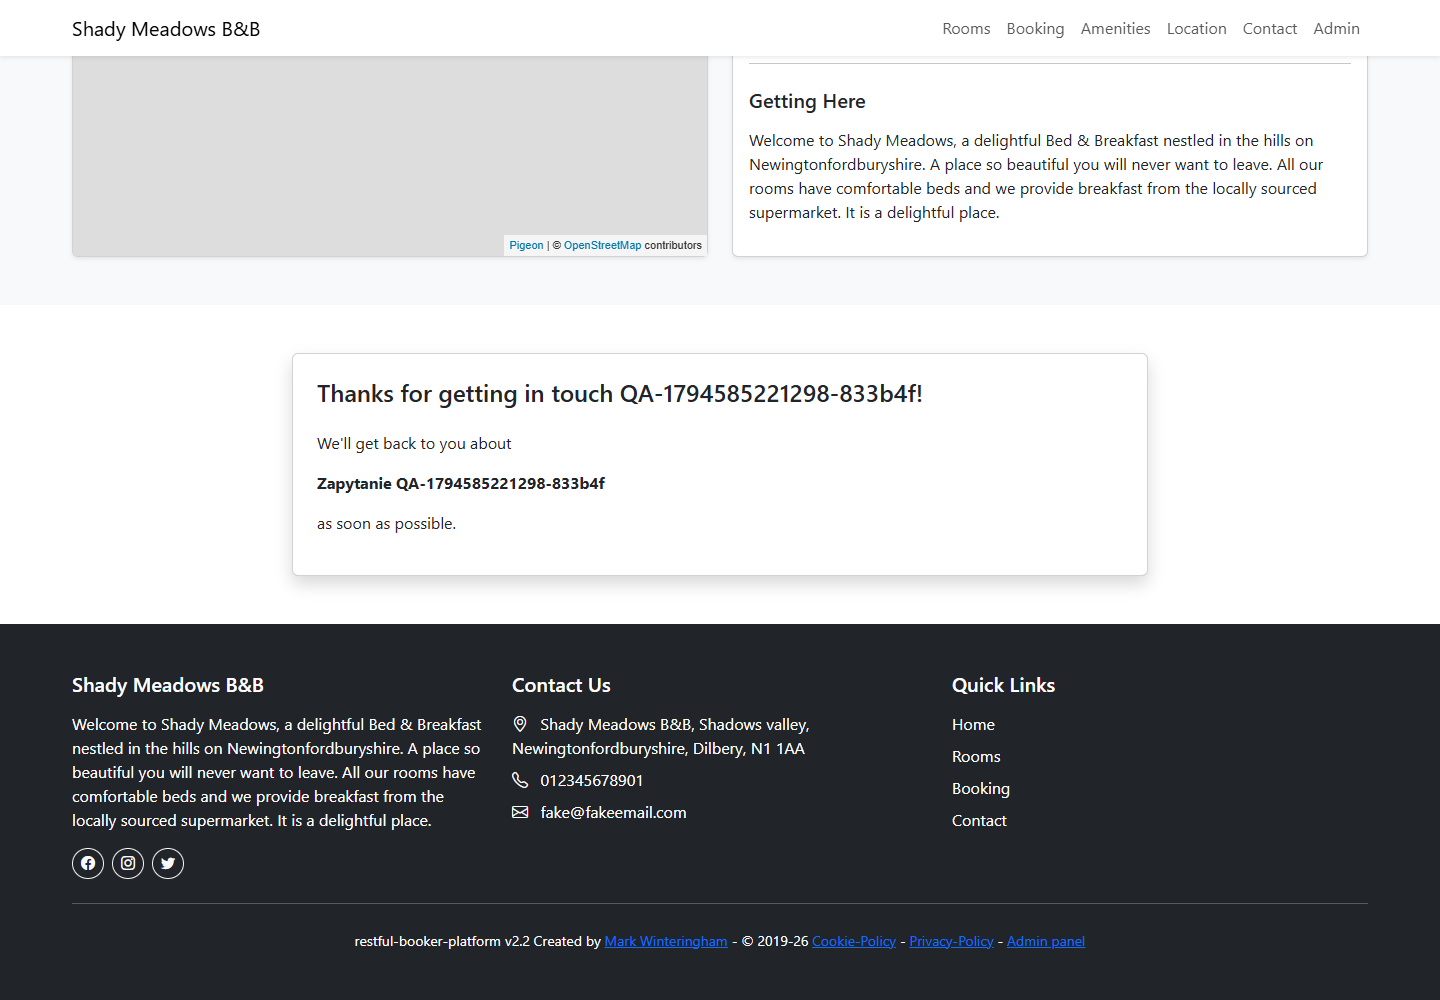 Shady Meadows B&B
Rooms Booking Amenities Location Contact Admin
Getting Here
Welcome to Shady Meadows, a delightful Bed & Breakfast nestled in the hills on
Newingtonfordburyshire. A place so beautiful you will never want to leave. All our
rooms have comfortable beds and we provide breakfast from the locally sourced
supermarket. It is a delightful place.
Pigeon | © OpenStreetMap contributors
Thanks for getting in touch QA-1794585221298-833b4f!
We'll get back to you about
Zapytanie QA-1794585221298-833b4f
as soon as possible.
Shady Meadows B&B
Welcome to Shady Meadows, a delightful Bed & Breakfast
nestled in the hills on Newingtonfordburyshire. A place so
beautiful you will never want to leave. All our rooms have
comfortable beds and we provide breakfast from the
locally sourced supermarket. It is a delightful place.
Contact Us
Shady Meadows B&B, Shadows valley,
Newingtonfordburyshire, Dilbery, N1 1AA
012345678901
fake@fakeemail.com
Quick Links
Home
Rooms
Booking
Contact
restful-booker-platform v2.2 Created by Mark Winteringham - © 2019-26 Cookie-Policy - Privacy-Policy - Admin panel